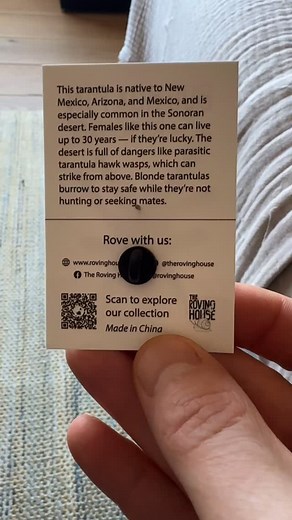 This tarantula is native to New
Mexico, Arizona, and Mexico, and is
especially common in the Sonoran
desert. Females like this one can live
up to 30 years — if they're lucky. The
desert is full of dangers like parasitic
tarantula hawk wasps, which can
strike from above. Blonde tarantulas
burrow to stay safe while they're not
hunting or seeking mates.
Rove with us:
www.rovinghou @therovinghouse
The Roving H rovinghouse
Scan to explore
our collection
Made in China
THE
ROVING
HOUSE